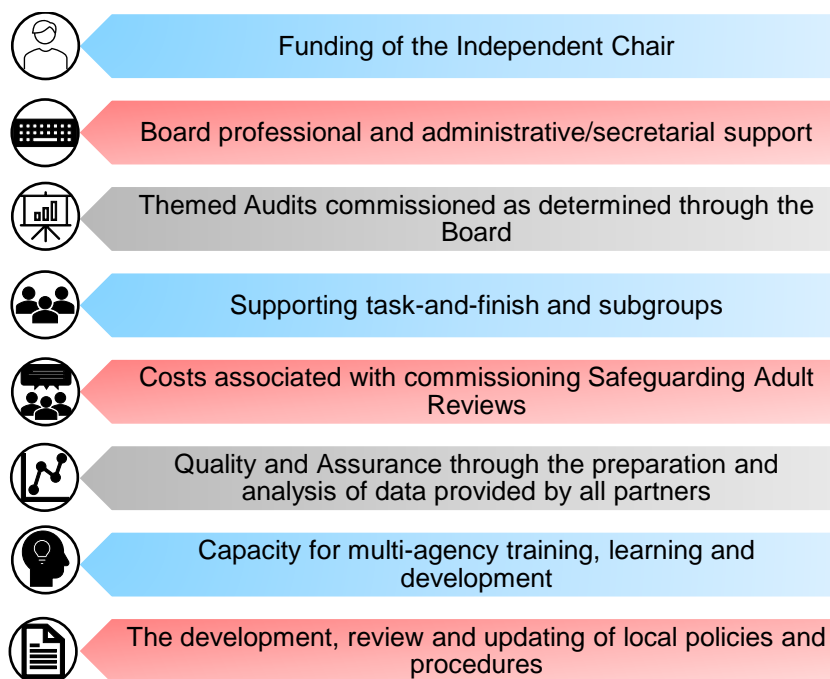 Funding of the Independent Chair
Board professional and administrative/secretarial support
Themed Audits commissioned as determined through the
Board
Supporting task-and-finish and subgroups
Costs associated with commissioning Safeguarding Adult
Reviews
Quality and Assurance through the preparation and
analysis of data provided by all partners
Capacity for multi-agency training, learning and
development
The development, review and updating of local policies and
procedures